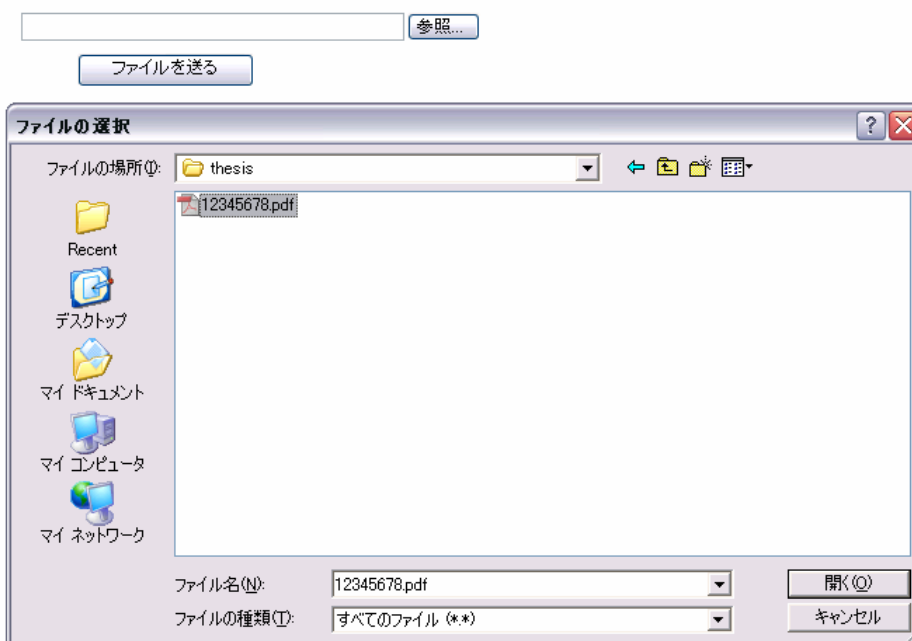 参照...
ファイルを送る
ファイルの選択
ファイルの場所(I):
thesis
12345678.pdf
Recent
デスクトップ
マイ ドキュメント
マイ コンピュータ
マイ ネットワーク
ファイル名(N):
12345678.pdf
開く(O)
ファイルの種類(T):
すべてのファイル (*.*)
キャンセル